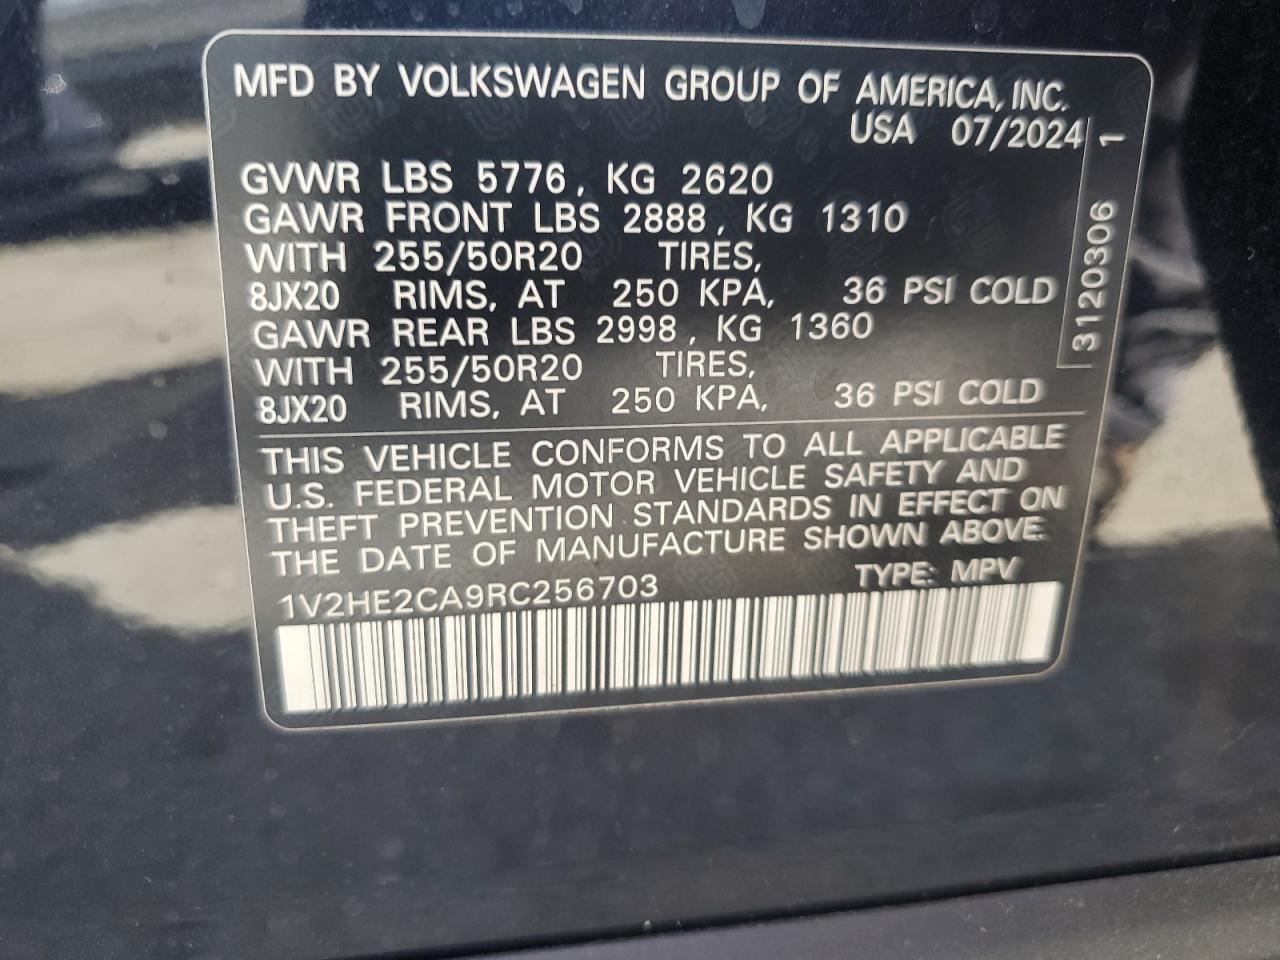 MFD BY VOLKSWAGEN GROUP OF AMERICA, INC.
USA 07/2024
GVWR LBS 5776, KG 2620
GAWR FRONT LBS 2888, KG 1310
WITH 255/50R20 TIRES,
8JX20 RIMS, AT 250 KPA, 36 PSI COLD
GAWR REAR LBS 2998, KG 1360
WITH 255/50R20 TIRES,
8JX20 RIMS, AT 250 KPA, 36 PSI COLD
THIS VEHICLE CONFORMS TO ALL APPLICABLE
U.S. FEDERAL MOTOR VEHICLE SAFETY AND
THEFT PREVENTION STANDARDS IN EFFECT ON
THE DATE OF MANUFACTURE SHOWN ABOVE.
1V2HE2CA9RC256703 TYPE: MPV
3120306 1